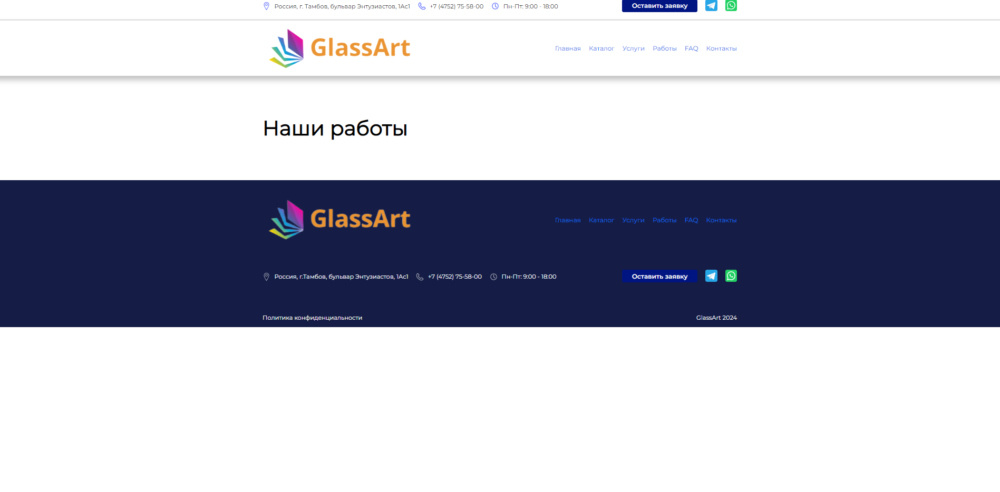 Россия, г. Тамбов, бульвар Энтузиастов, 1Ас1 +7 (4752) 75-58-00 Пн-Пт: 9:00 - 18:00 Оставить заявку
GlassArt
Главная Каталог Услуги Работы FAQ Контакты
Наши работы
GlassArt
Главная Каталог Услуги Работы FAQ Контакты
Россия, г.Тамбов, бульвар Энтузиастов, 1Ас1 +7 (4752) 75-58-00 Пн-Пт: 9:00 - 18:00 Оставить заявку
Политика конфиденциальности GlassArt 2024